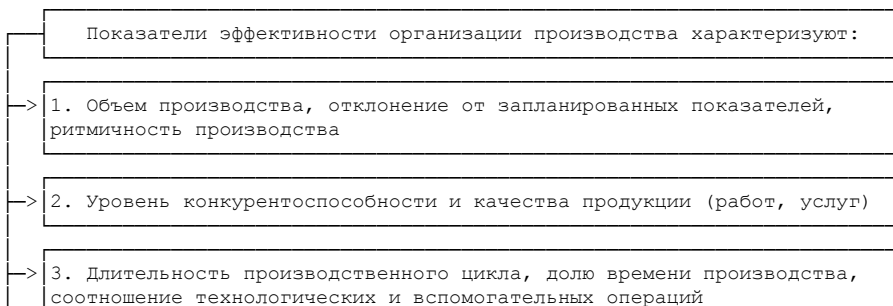 Показатели эффективности организации производства характеризуют:
1. Объем производства, отклонение от запланированных показателей,
ритмичность производства
2. Уровень конкурентоспособности и качества продукции (работ, услуг)
3. Длительность производственного цикла, долю времени производства,
соотношение технологических и вспомогательных операций